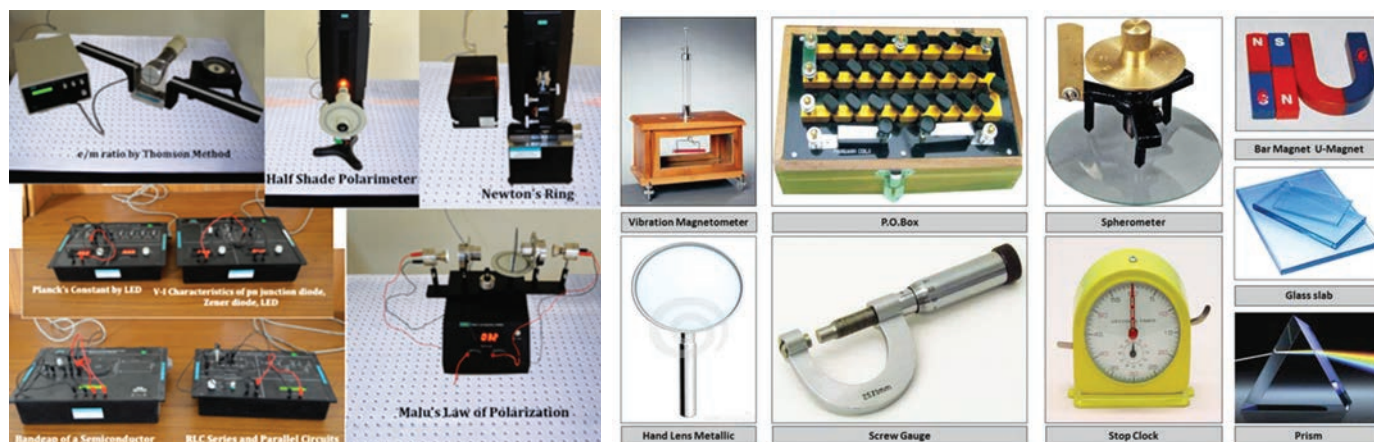 e/m ratio by Thomson Method
Half Shade Polarimeter
Newton's Ring
Planck's Constant by LED
V-I Characteristics of pn junction diode,
Zener diode, LED
Malu's Law of Polarization
Bandgap of a Semiconductor
RLC Series and Parallel Circuits
N
S
S
N
Bar Magnet U-Magnet
Vibration Magnetometer
P.O.Box
Spherometer
Glass slab
25mm
Hand Lens Metallic
Screw Gauge
Stop Clock
Prism